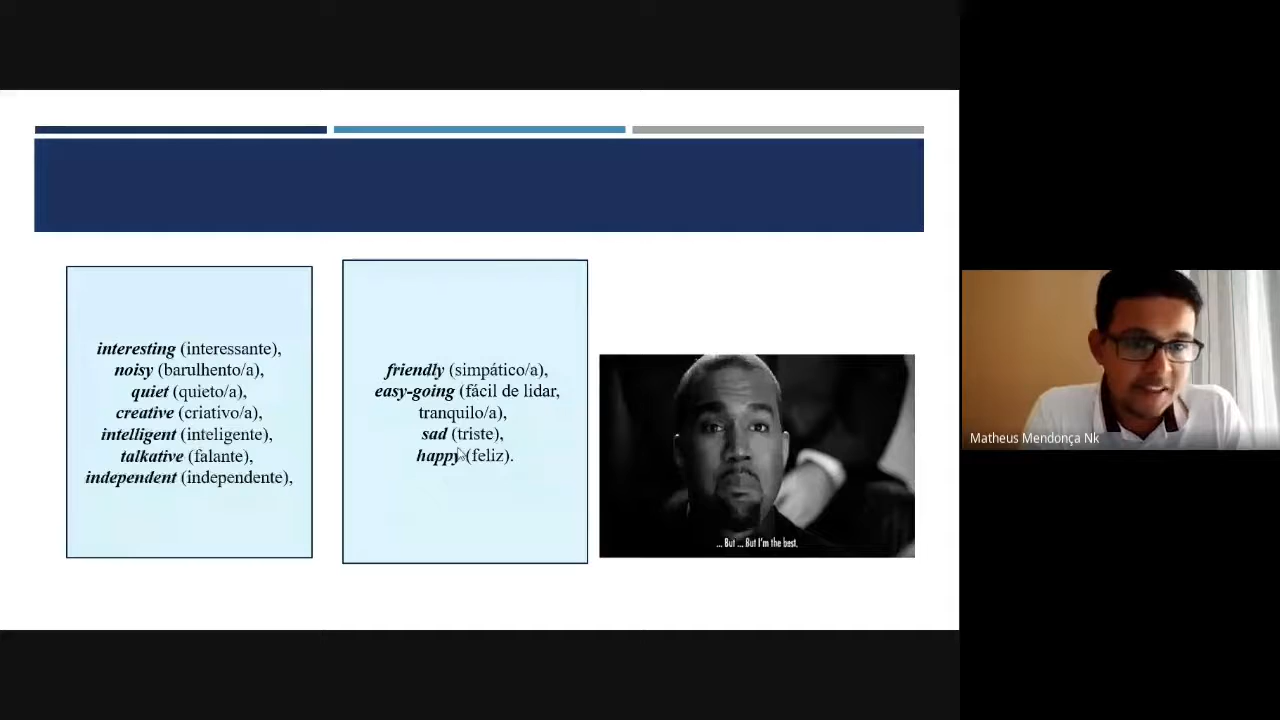 interesting (interessante),
noisy (barulhento/a),
quiet (quieto/a),
creative (criativo/a),
intelligent (inteligente),
talkative (falante),
independent (independente),
friendly (simpático/a),
easy-going (fácil de lidar,
tranquilo/a),
sad (triste),
happy (feliz).
... But ... But I'm the best.
Matheus Mendonça Nk